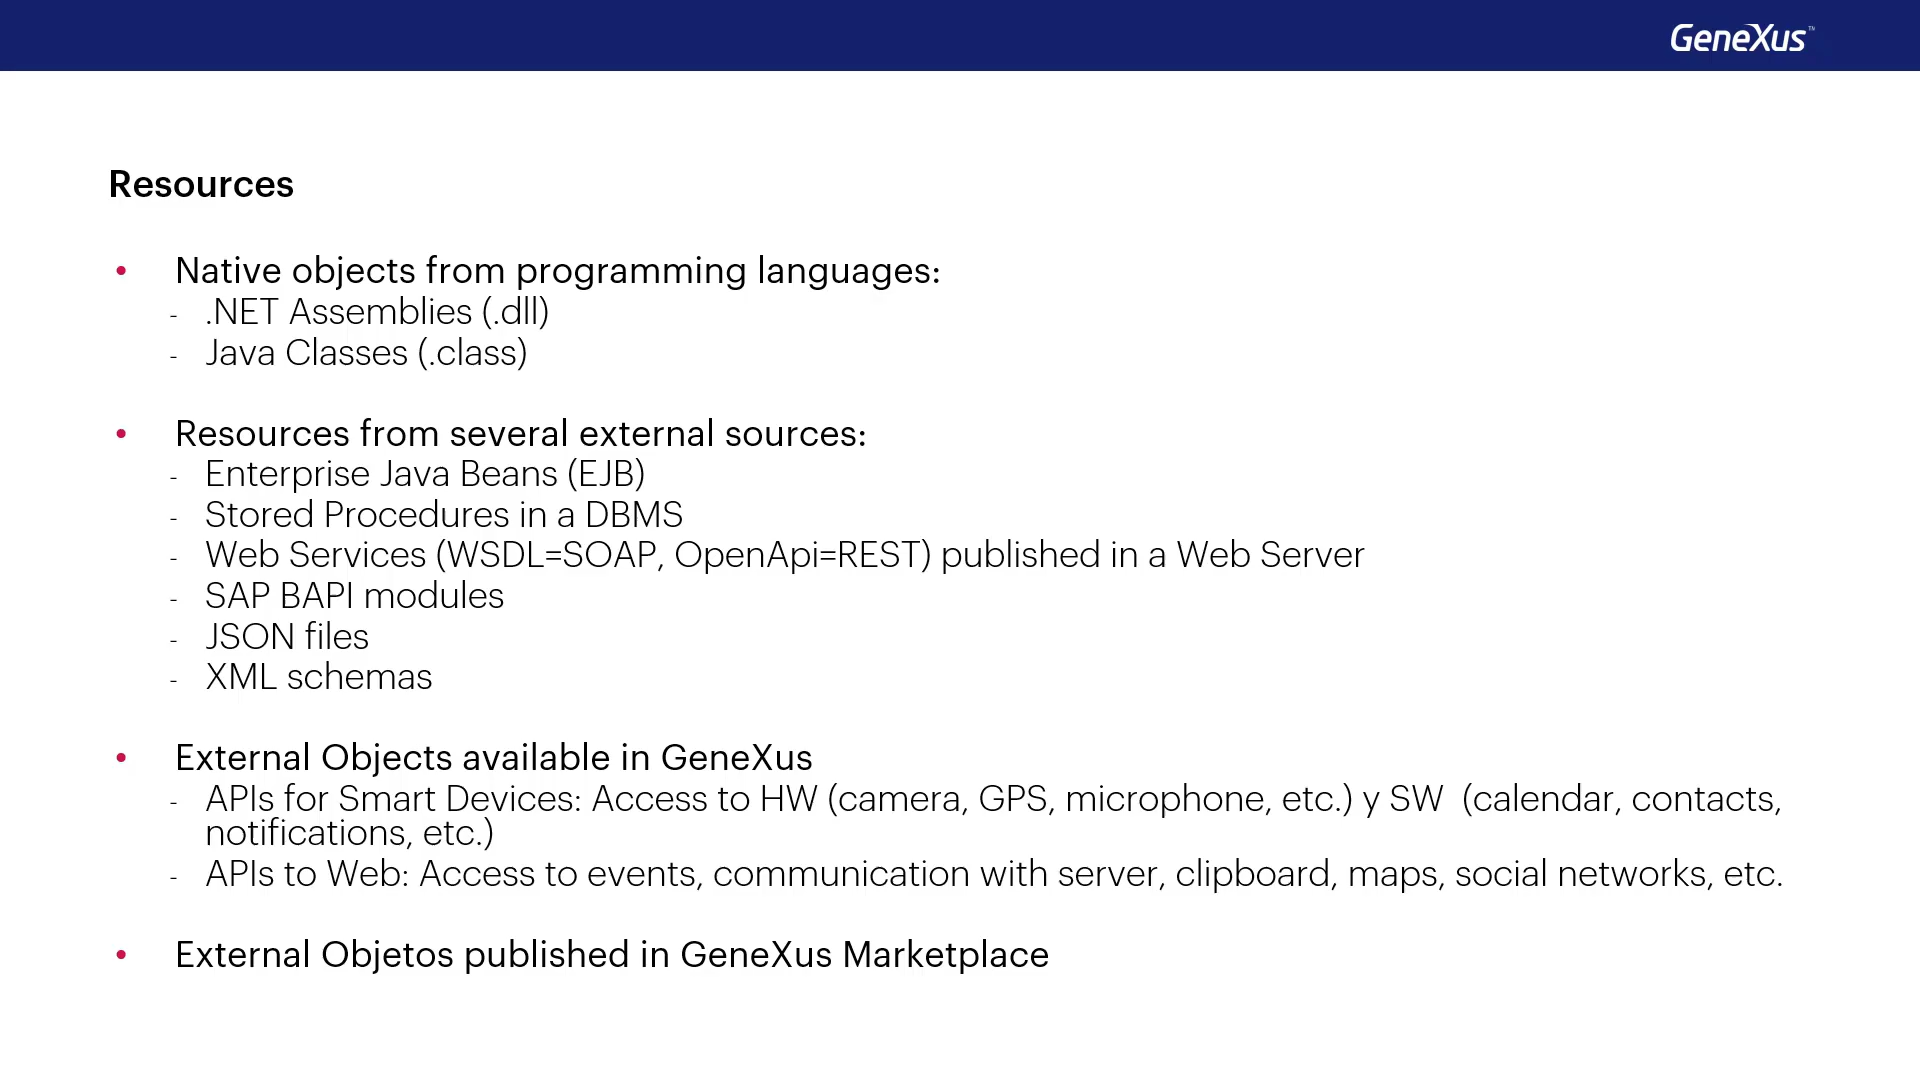 GeneXus™
Resources
• Native objects from programming languages:
- .NET Assemblies (.dll)
- Java Classes (.class)
• Resources from several external sources:
- Enterprise Java Beans (EJB)
- Stored Procedures in a DBMS
- Web Services (WSDL=SOAP, OpenApi=REST) published in a Web Server
- SAP BAPI modules
- JSON files
- XML schemas
• External Objects available in GeneXus
- APIs for Smart Devices: Access to HW (camera, GPS, microphone, etc.) y SW  (calendar, contacts,
notifications, etc.)
- APIs to Web: Access to events, communication with server, clipboard, maps, social networks, etc.
• External Objetos published in GeneXus Marketplace